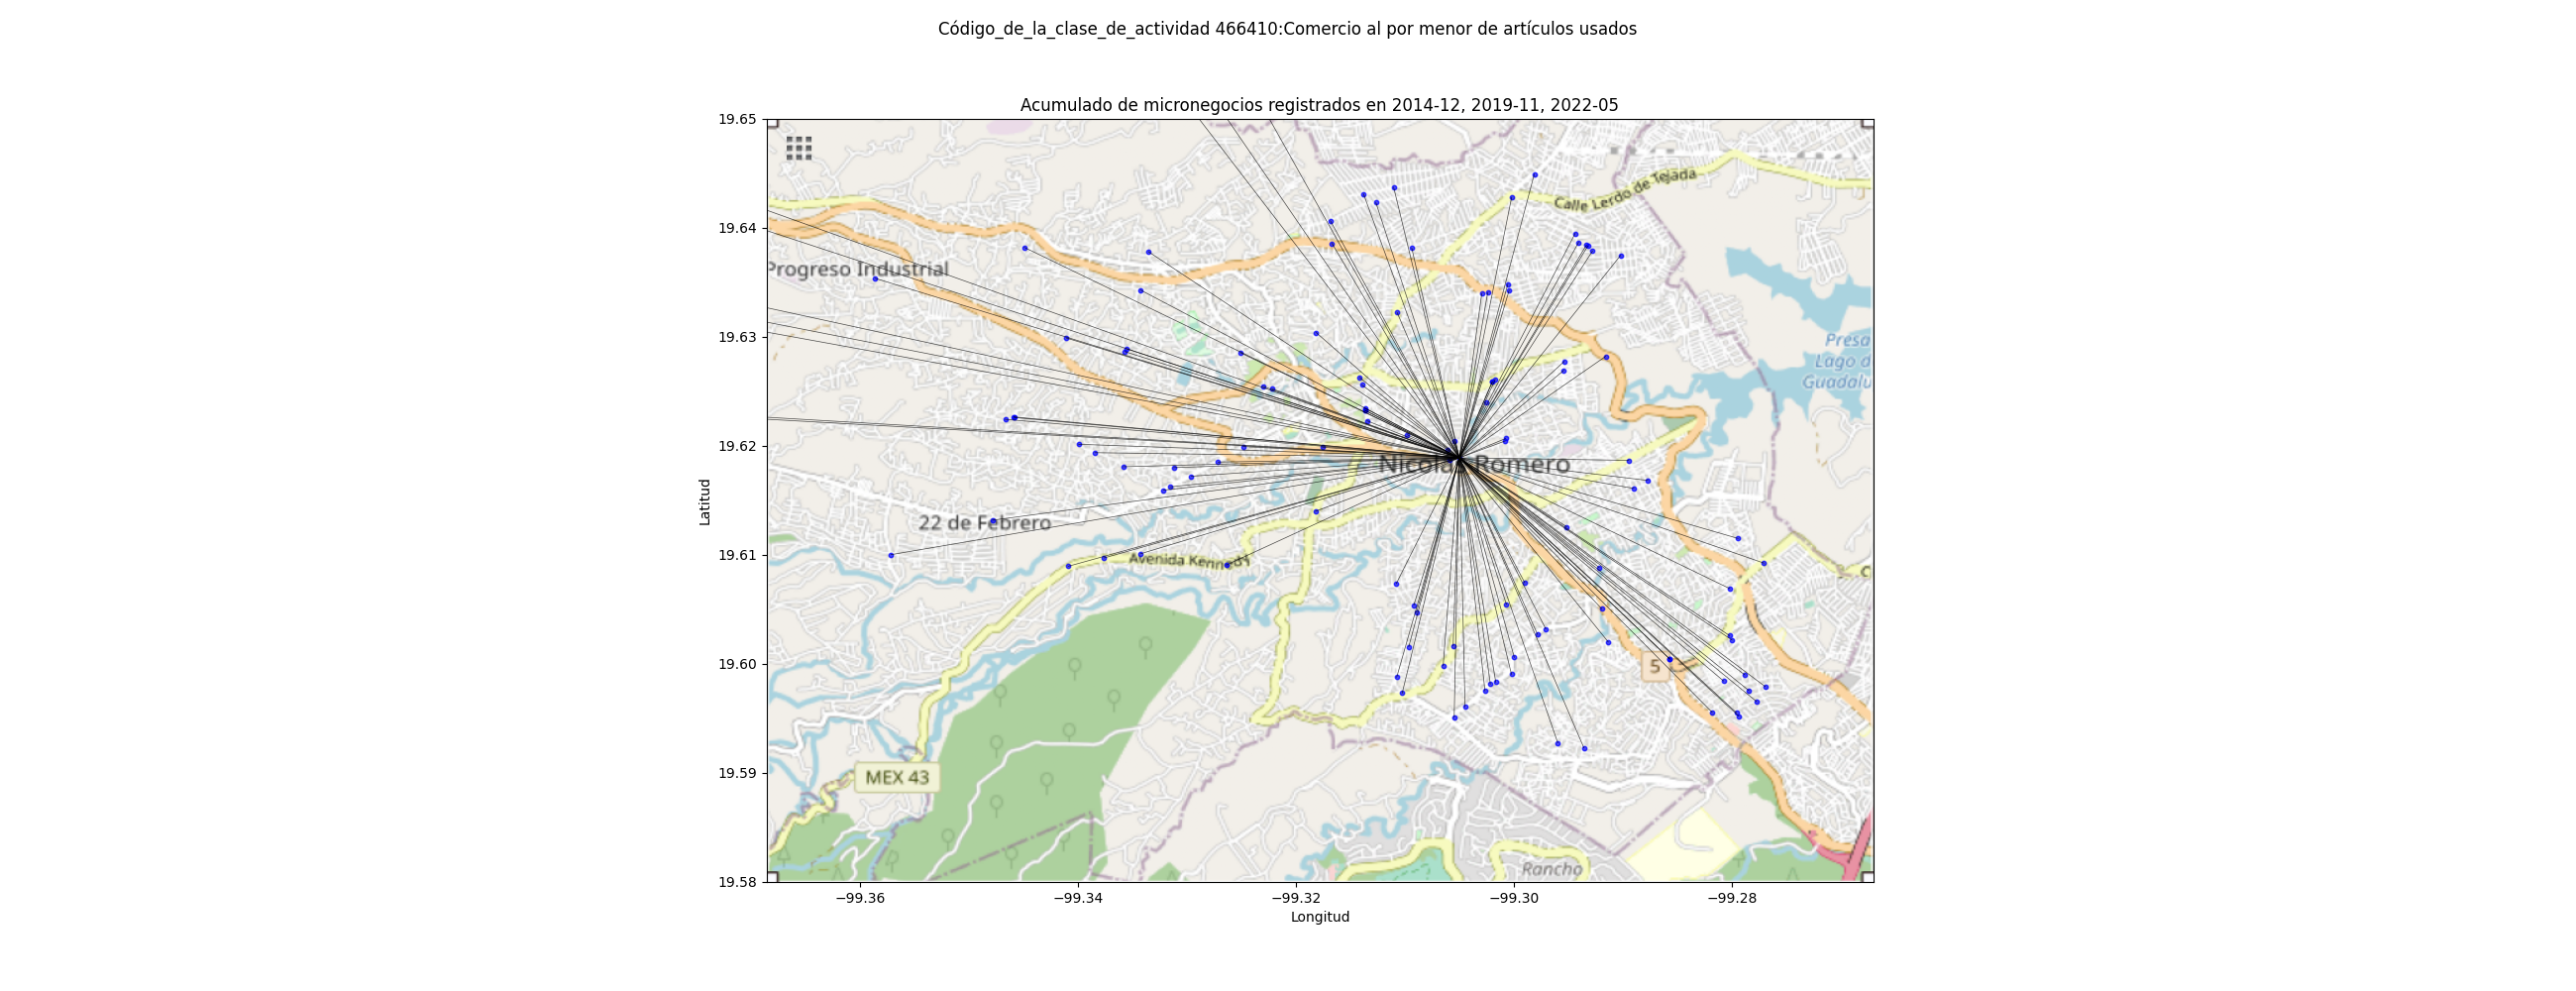 Código_de_la_clase_de_actividad 466410:Comercio al por menor de artículos usados
Acumulado de micronegocios registrados en 2014-12, 2019-11, 2022-05
19.65
19.64
19.63
19.62
19.61
19.60
19.59
19.58
Latitud
Calle Lerdo de Tejada
Progreso Industrial
Presa
Lago d
Guadalu
Nicolás Romero
22 de Febrero
Avenida Kennedy
C
5
MEX 43
Rancho
−99.36
−99.34
−99.32
−99.30
−99.28
Longitud